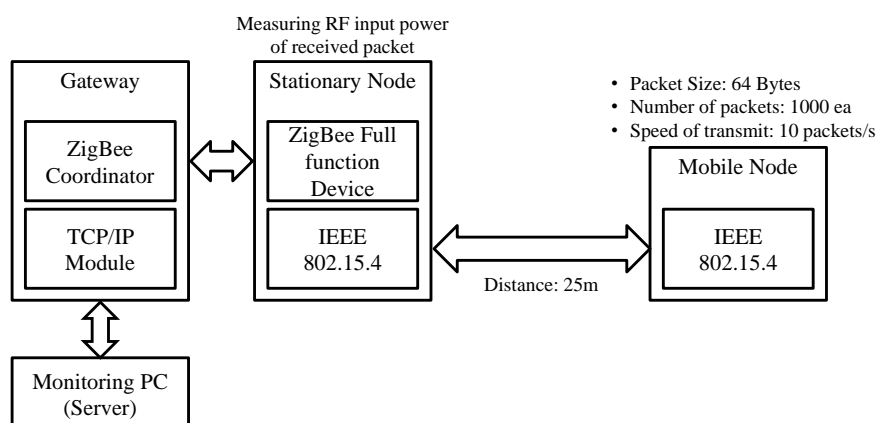 Measuring RF input power
of received packet
Gateway
ZigBee
Coordinator
TCP/IP
Module
Monitoring PC
(Server)
Stationary Node
ZigBee Full
function
Device
IEEE
802.15.4
Distance: 25m
• Packet Size: 64 Bytes
• Number of packets: 1000 ea
• Speed of transmit: 10 packets/s
Mobile Node
IEEE
802.15.4